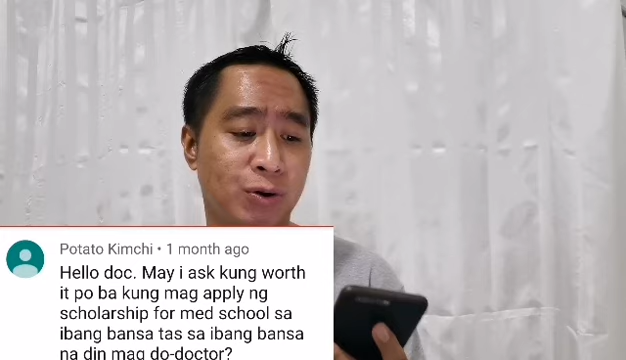 Potato Kimchi • 1 month ago
Hello doc. May i ask kung worth
it po ba kung mag apply ng
scholarship for med school sa
ibang bansa tas sa ibang bansa
na din mag do-doctor?